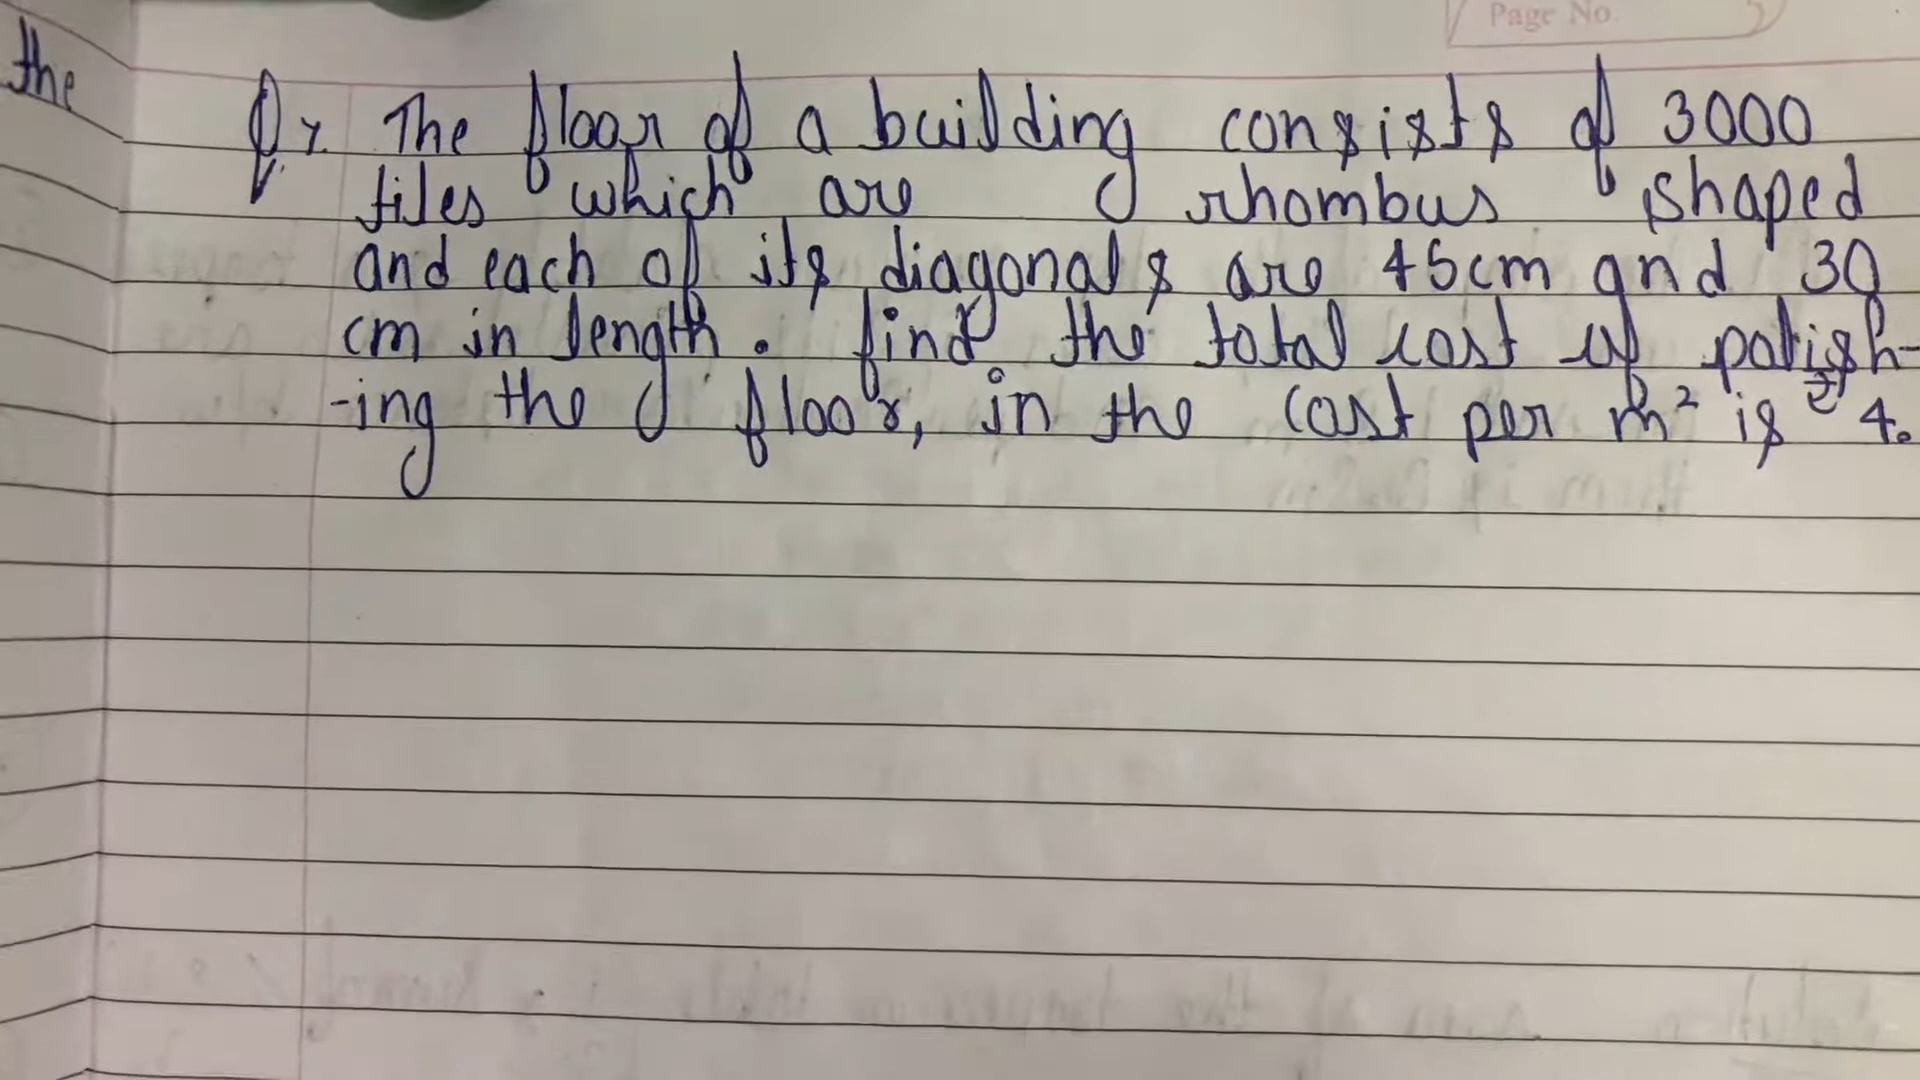 Page No.
the
Q7. The floor of a building consists of 3000
tiles which are rhombus shaped
and each of its diagonals are 45cm and 30
cm in length. find the total cost of polish-
-ing the floor, in the cost per m² is ₹ 4.